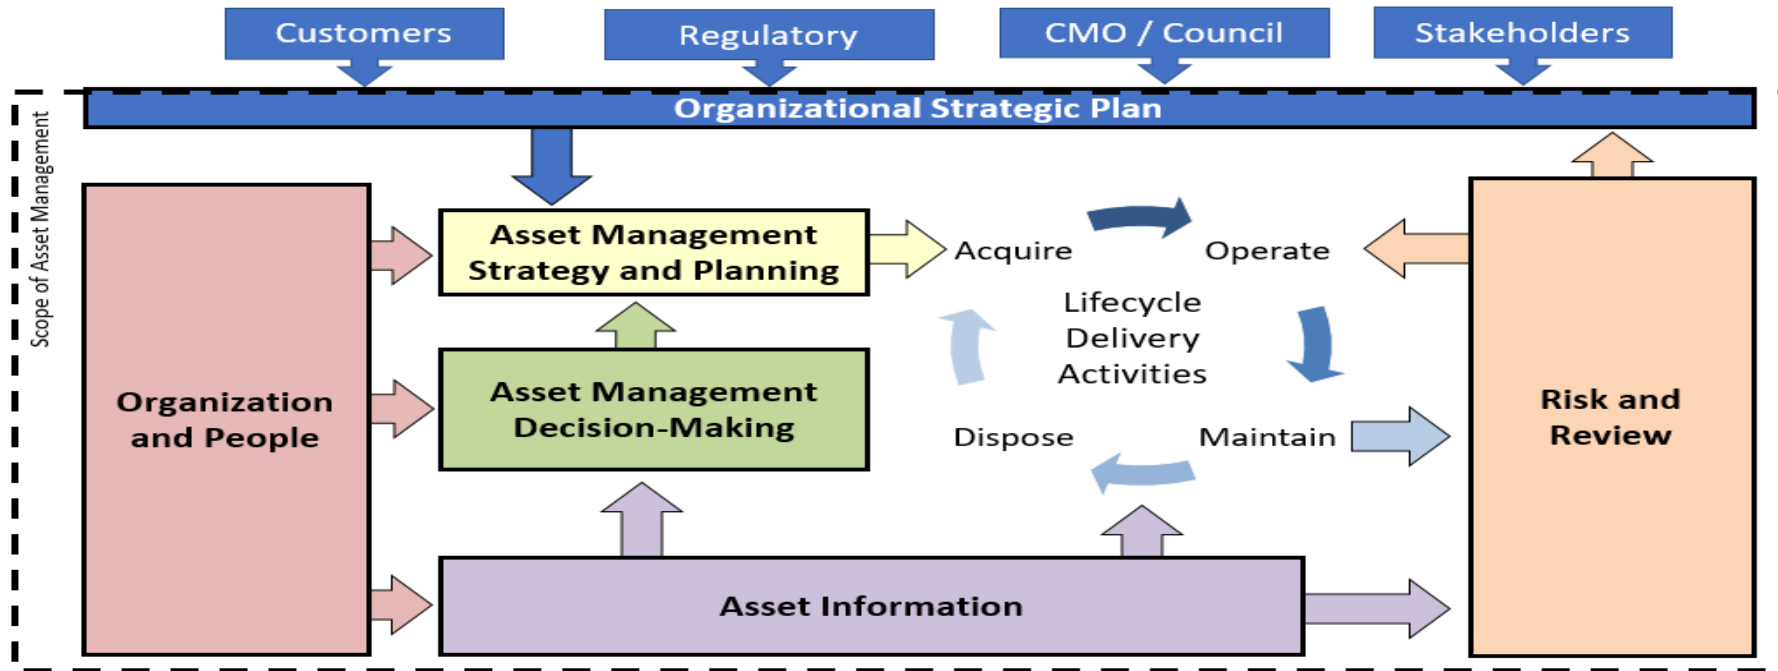 Customers
Regulatory
CMO / Council
Stakeholders
Organizational Strategic Plan
Scope of Asset Management
Organization
and People
Asset Management
Strategy and Planning
Asset Management
Decision-Making
Asset Information
Acquire
Operate
Lifecycle
Delivery
Activities
Dispose
Maintain
Risk and
Review